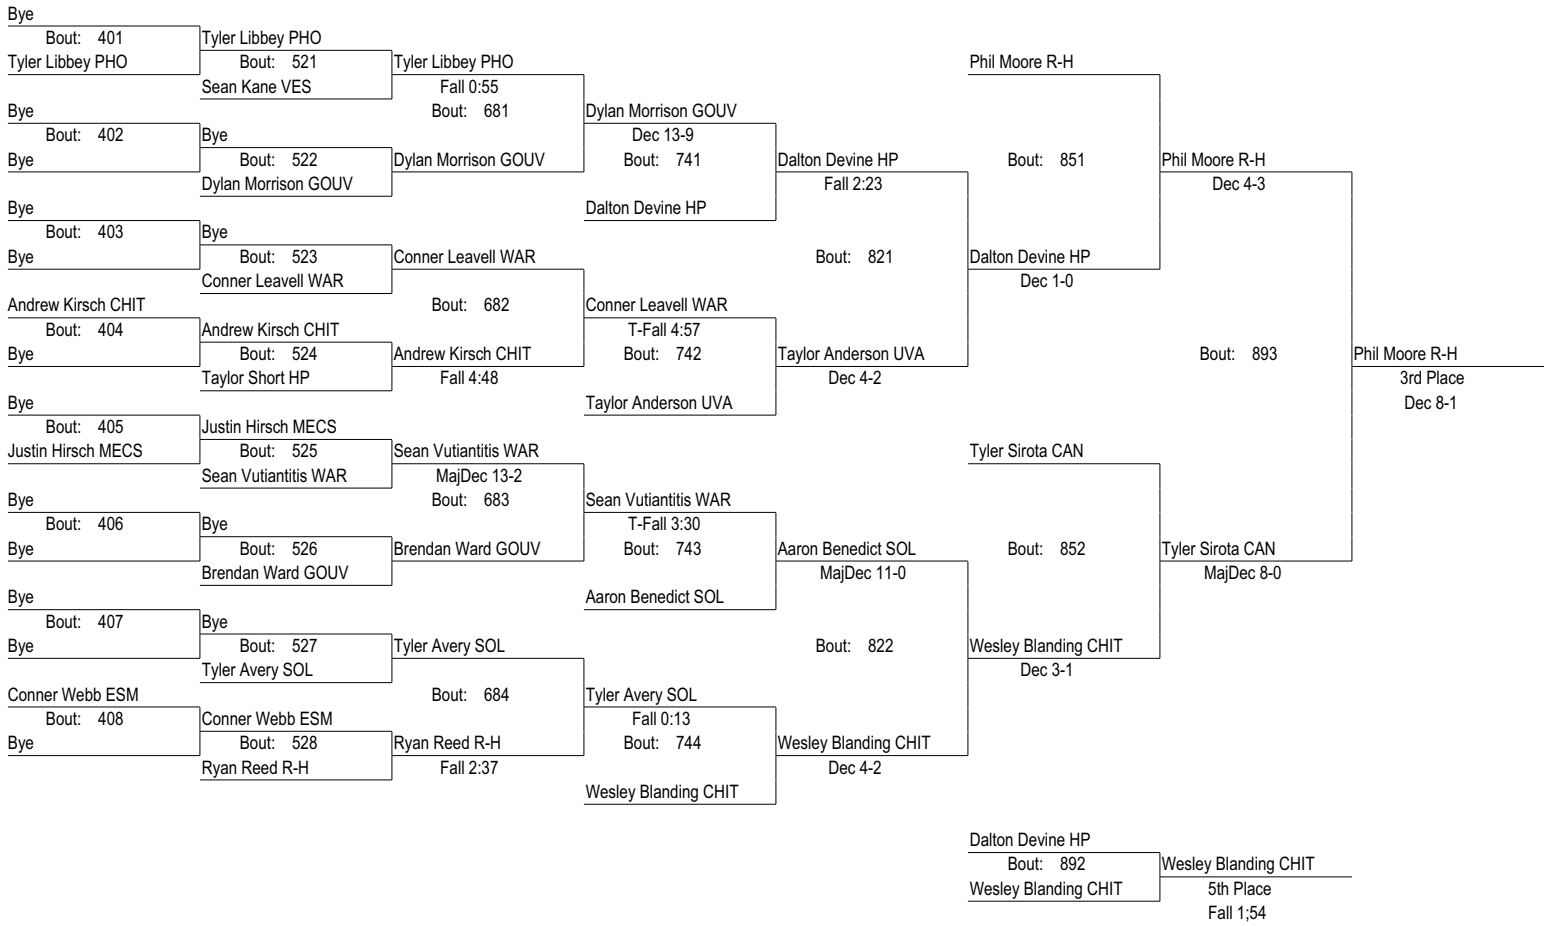 Bye
Bout: 401 Tyler Libbey PHO
Tyler Libbey PHO Bout: 521 Tyler Libbey PHO Phil Moore R-H
Sean Kane VES Fall 0:55
Bye Bout: 681 Dylan Morrison GOUV
Bout: 402 Bye Dec 13-9
Bye Bout: 522 Dylan Morrison GOUV Bout: 741 Dalton Devine HP Bout: 851 Phil Moore R-H
Dylan Morrison GOUV Fall 2:23 Dec 4-3
Bye Dalton Devine HP
Bout: 403 Bye
Bye Bout: 523 Conner Leavell WAR Bout: 821 Dalton Devine HP
Conner Leavell WAR Dec 1-0
Andrew Kirsch CHIT Bout: 682 Conner Leavell WAR
Bout: 404 Andrew Kirsch CHIT T-Fall 4:57
Bye Bout: 524 Andrew Kirsch CHIT Bout: 742 Taylor Anderson UVA Bout: 893 Phil Moore R-H
Taylor Short HP Fall 4:48 Dec 4-2 3rd Place
Bye Taylor Anderson UVA Dec 8-1
Bout: 405 Justin Hirsch MECS
Justin Hirsch MECS Bout: 525 Sean Vutiantitis WAR Tyler Sirota CAN
Sean Vutiantitis WAR MajDec 13-2
Bye Bout: 683 Sean Vutiantitis WAR
Bout: 406 Bye T-Fall 3:30
Bye Bout: 526 Brendan Ward GOUV Bout: 743 Aaron Benedict SOL Bout: 852 Tyler Sirota CAN
Brendan Ward GOUV MajDec 11-0 MajDec 8-0
Bye Aaron Benedict SOL
Bout: 407 Bye
Bye Bout: 527 Tyler Avery SOL Bout: 822 Wesley Blanding CHIT
Tyler Avery SOL Dec 3-1
Conner Webb ESM Bout: 684 Tyler Avery SOL
Bout: 408 Conner Webb ESM Fall 0:13
Bye Bout: 528 Ryan Reed R-H Bout: 744 Wesley Blanding CHIT
Ryan Reed R-H Fall 2:37 Dec 4-2
Wesley Blanding CHIT
Dalton Devine HP
Bout: 892 Wesley Blanding CHIT
Wesley Blanding CHIT 5th Place
Fall 1;54